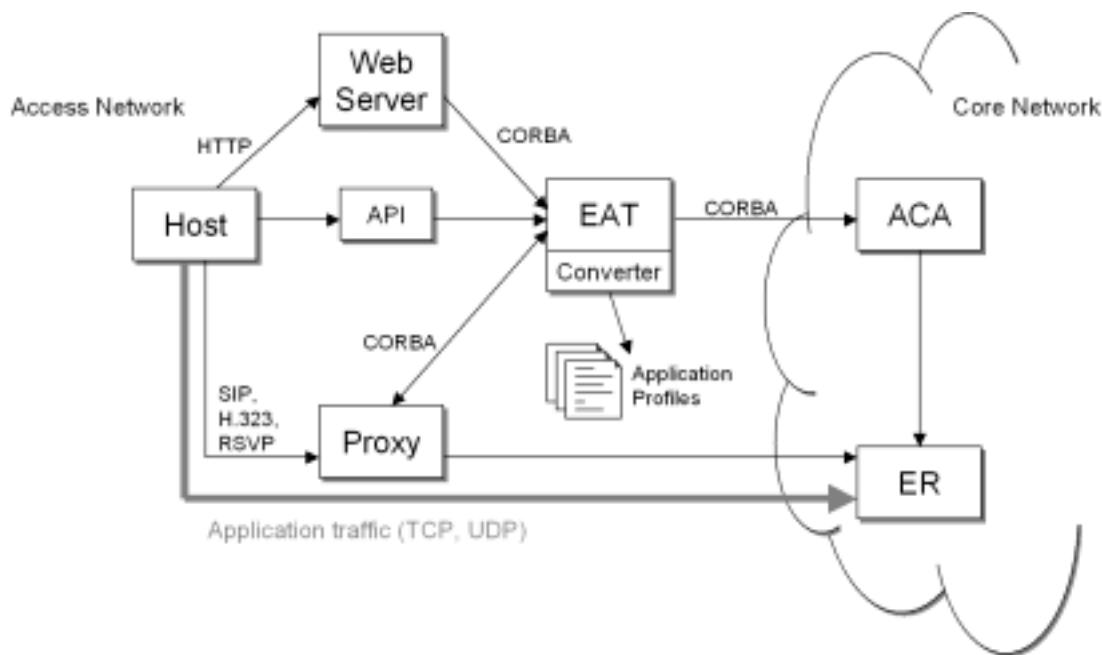 Web
Server
Access Network
Core Network
HTTP
CORBA
Host
API
EAT
CORBA
ACA
Converter
CORBA
Application
Profiles
SIP,
H.323,
RSVP
Proxy
ER
Application traffic (TCP, UDP)